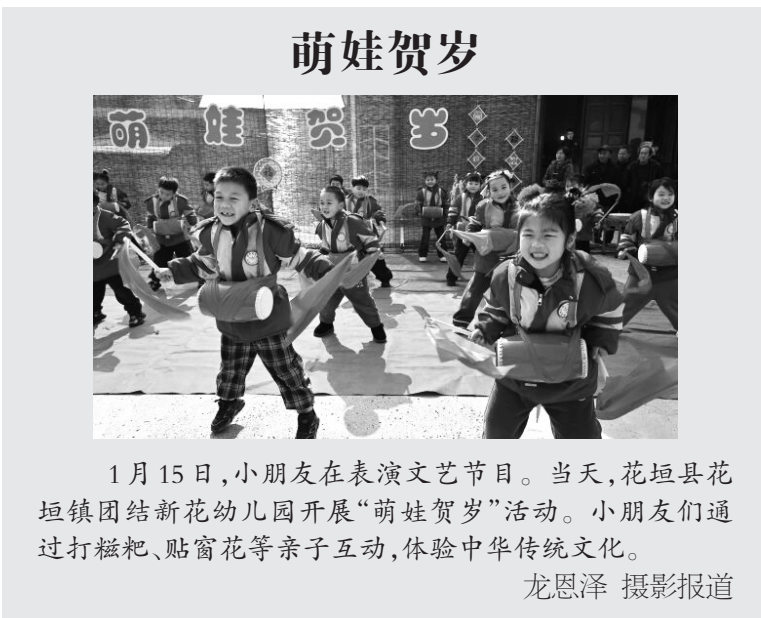 萌娃贺岁
萌娃贺岁
1月15日,小朋友在表演文艺节目。当天,花垣县花
垣镇团结新花幼儿园开展“萌娃贺岁”活动。小朋友们通
过打糍粑、贴窗花等亲子互动,体验中华传统文化。
龙恩泽 摄影报道